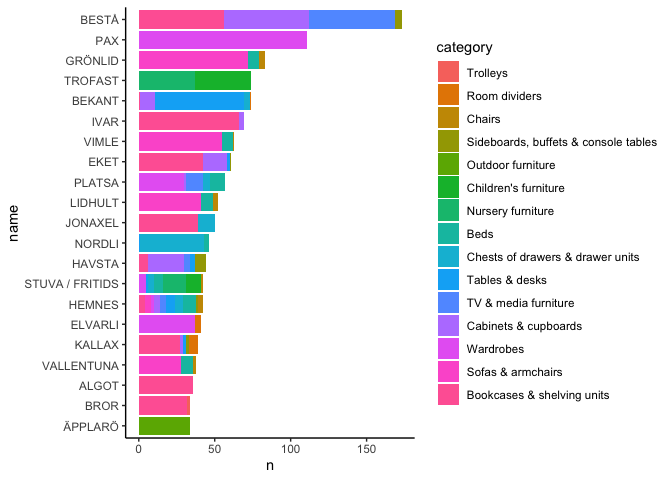 BESTÅ
PAX
GRÖNLID
TROFAST
BEKANT
IVAR
VIMLE
EKET
PLATSA
LIDHULT
JONAXEL
NORDLI
HAVSTA
STUVA / FRITIDS
HEMNES
ELVARLI
KALLAX
VALLENTUNA
ALGOT
BROR
ÄPPLARÖ
name
0 50 100 150
n
category
Trolleys
Room dividers
Chairs
Sideboards, buffets & console tables
Outdoor furniture
Children's furniture
Nursery furniture
Beds
Chests of drawers & drawer units
Tables & desks
TV & media furniture
Cabinets & cupboards
Wardrobes
Sofas & armchairs
Bookcases & shelving units